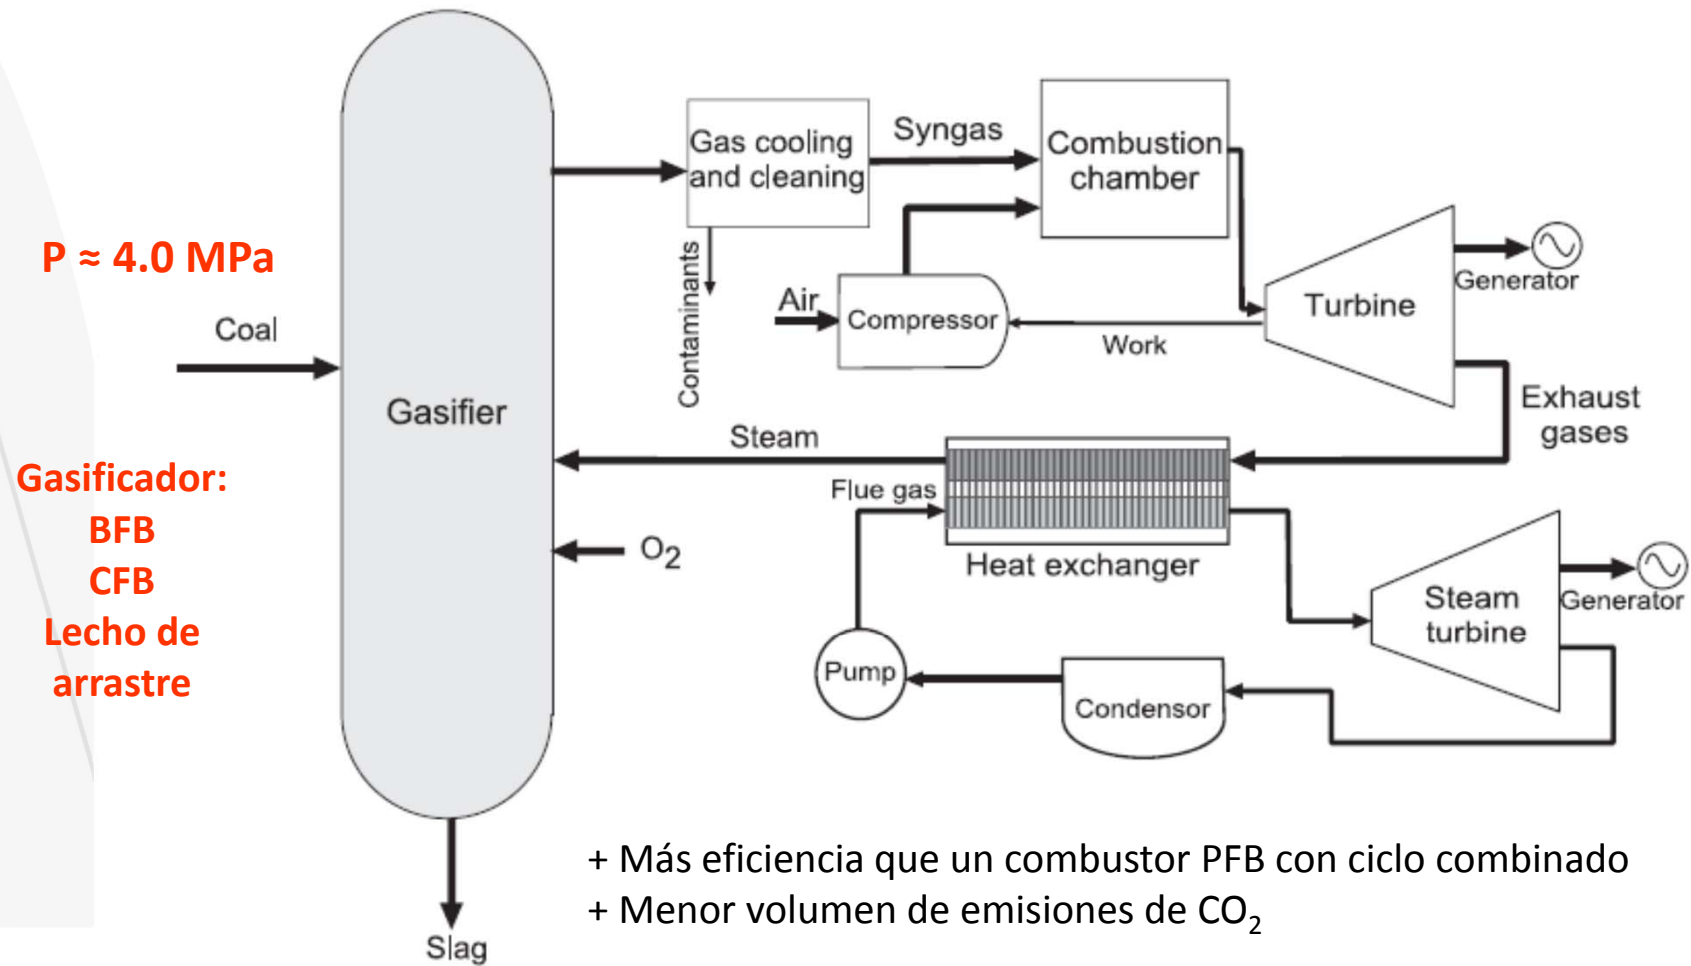 P ≈ 4.0 MPa
Coal
Gasificador:
BFB
CFB
Lecho de
arrastre
Gasifier
Slag
Gas cooling
and cleaning
Contaminants
Syngas
Combustion
chamber
Air
Compressor
Work
Turbine
Generator
Exhaust
gases
Steam
O₂
Flue gas
Heat exchanger
Pump
Condensor
Steam
turbine
Generator
+ Más eficiencia que un combustor PFB con ciclo combinado
+ Menor volumen de emisiones de CO₂